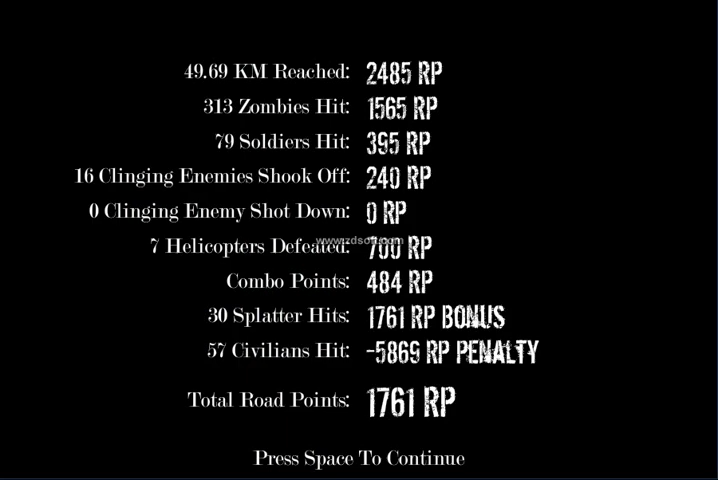 49.69 KM Reached: 2485 RP
313 Zombies Hit: 1565 RP
79 Soldiers Hit: 395 RP
16 Clinging Enemies Shook Off: 240 RP
0 Clinging Enemy Shot Down: 0 RP
7 Helicopters Defeated: 700 RP
www.zdsoft.com
Combo Points: 484 RP
30 Splatter Hits: 1761 RP BONUS
57 Civilians Hit: -5869 RP PENALTY
Total Road Points: 1761 RP
Press Space To Continue